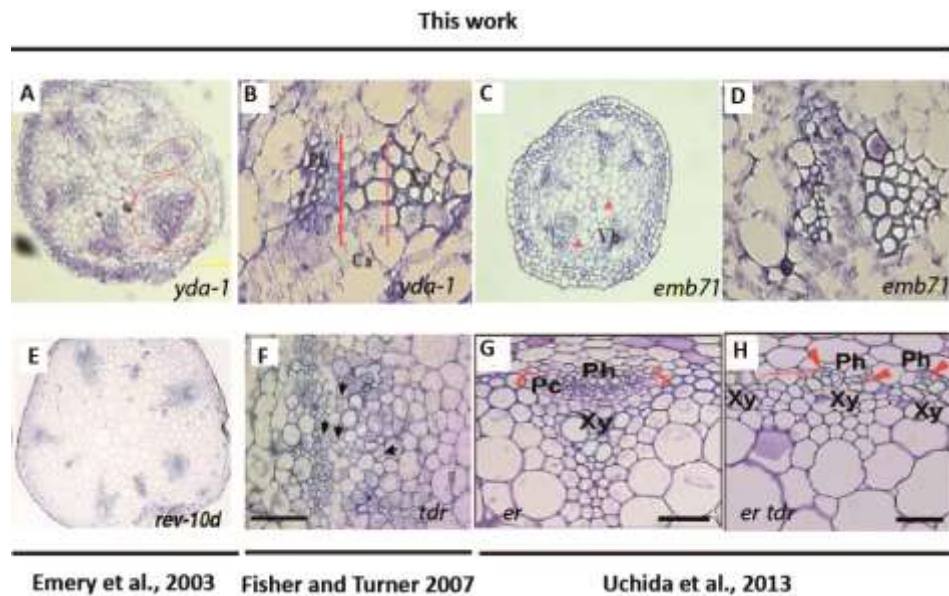 This work
A
B
C
D
Ph
Ca
Vb
yda-1
yda-1
emb71
emb71
E
F
G
H
Ph
Pc
Xy
Ph
Ph
Xy
Xy
Xy
rev-10d
tdr
er
er tdr
Emery et al., 2003
Fisher and Turner 2007
Uchida et al., 2013